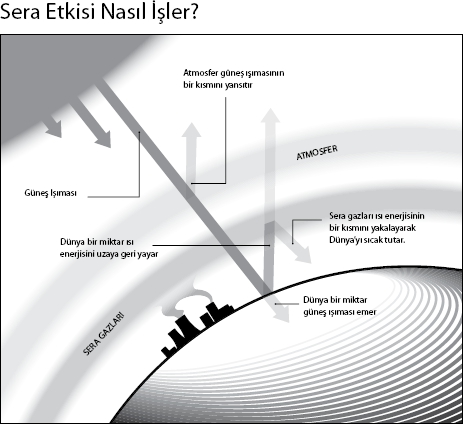 Sera Etkisi Nasıl İşler?
Atmosfer güneş ışımasının
bir kısmını yansıtır
ATMOSFER
Güneş Işıması
Sera gazları ısı enerjisinin
bir kısmını yakalayarak
Dünya'yı sıcak tutar.
Dünya bir miktar ısı
enerjisini uzaya geri yayar
Dünya bir miktar
güneş ışıması emer
SERA GAZLARI